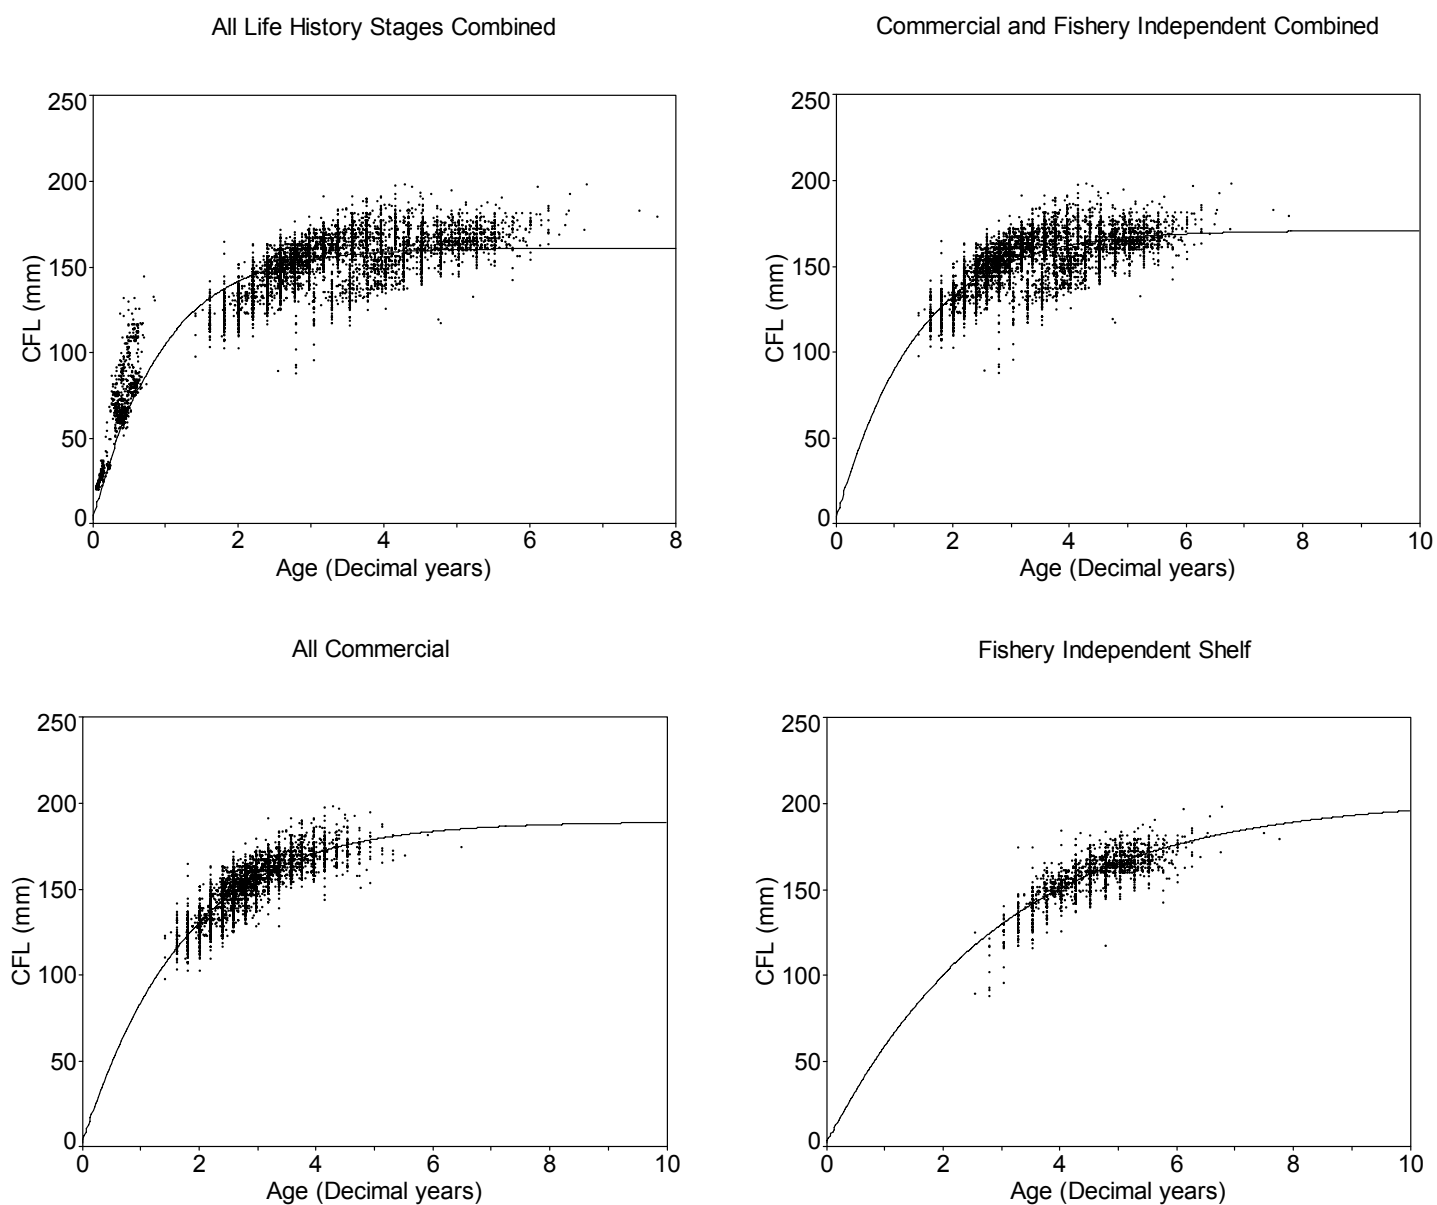 All Life History Stages Combined
250
200
150
100
50
0
CFL (mm)
0 2 4 6 8
Age (Decimal years)
Commercial and Fishery Independent Combined
250
200
150
100
50
0
CFL (mm)
0 2 4 6 8 10
Age (Decimal years)
All Commercial
250
200
150
100
50
0
CFL (mm)
0 2 4 6 8 10
Age (Decimal years)
Fishery Independent Shelf
250
200
150
100
50
0
CFL (mm)
0 2 4 6 8 10
Age (Decimal years)